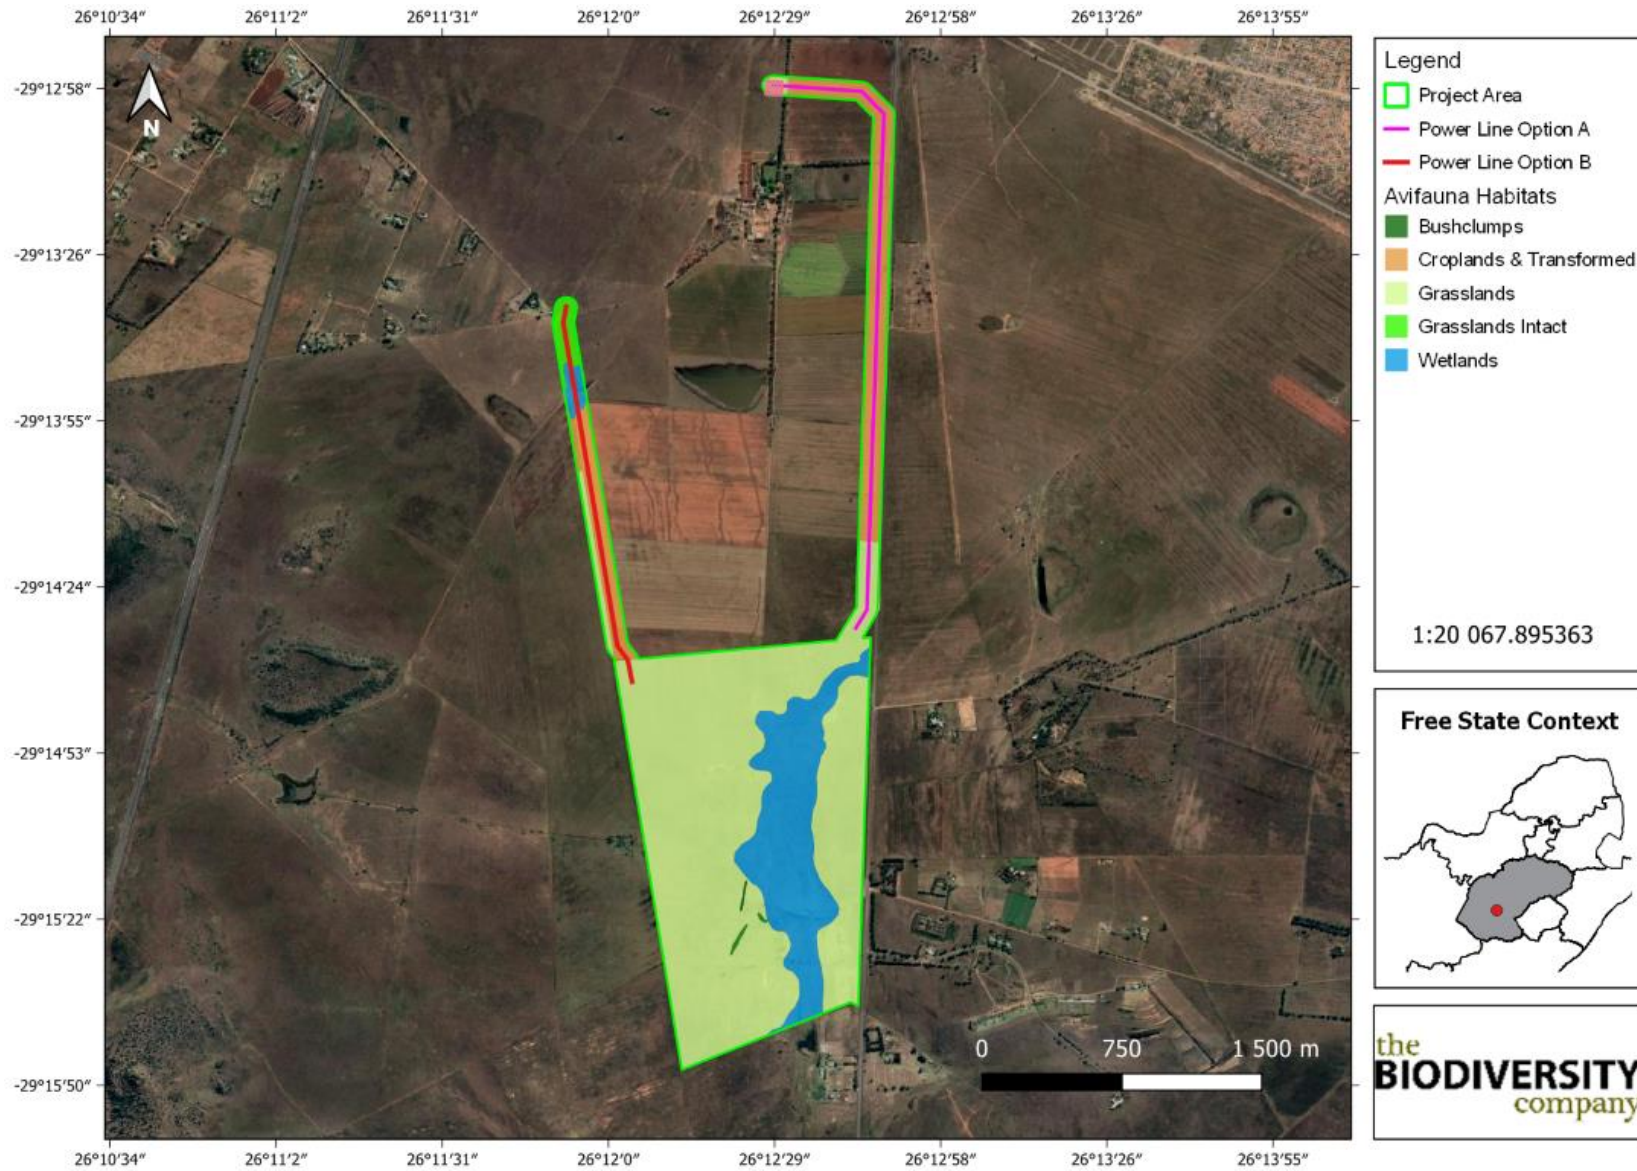 26°10′34″ 26°11′2″ 26°11′31″ 26°12′0″ 26°12′29″ 26°12′58″ 26°13′26″ 26°13′55″
-29°12′58″
-29°13′26″
-29°13′55″
-29°14′24″
-29°14′53″
-29°15′22″
-29°15′50″
N
0 750 1 500 m
26°10′34″ 26°11′2″ 26°11′31″ 26°12′0″ 26°12′29″ 26°12′58″ 26°13′26″ 26°13′55″
Legend
Project Area
Power Line Option A
Power Line Option B
Avifauna Habitats
Bushclumps
Croplands & Transformed
Grasslands
Grasslands Intact
Wetlands
1:20 067.895363
Free State Context
the
BIODIVERSITY
company